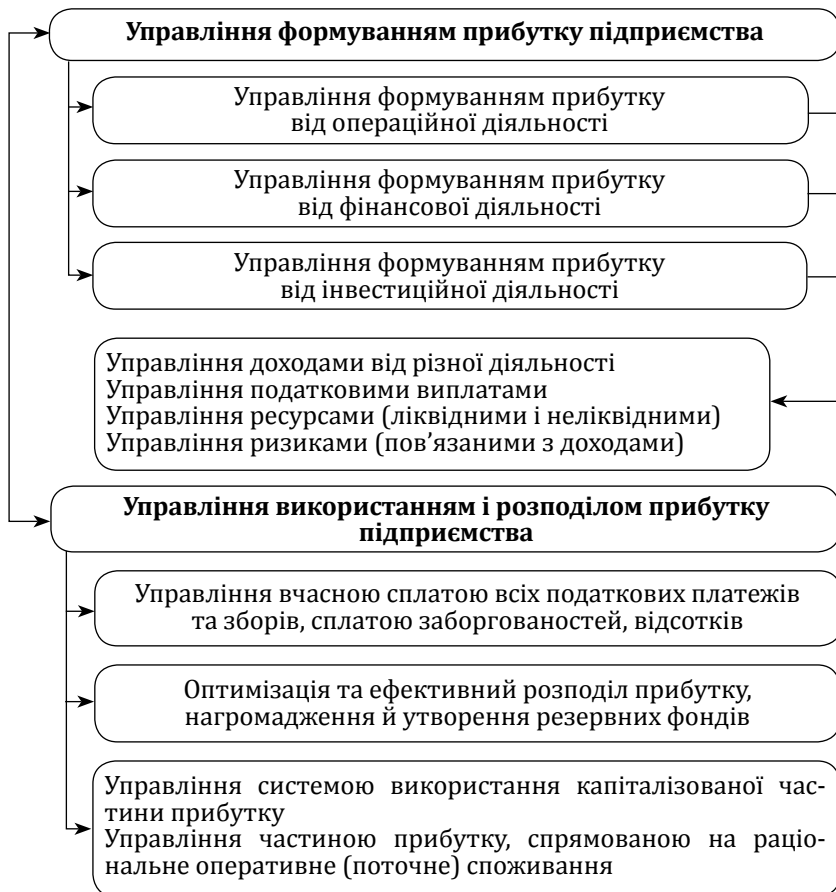 Управління формуванням прибутку підприємства
Управління формуванням прибутку
від операційної діяльності
Управління формуванням прибутку
від фінансової діяльності
Управління формуванням прибутку
від інвестиційної діяльності
Управління доходами від різної діяльності
Управління податковими виплатами
Управління ресурсами (ліквідними і неліквідними)
Управління ризиками (пов’язаними з доходами)
Управління використанням і розподілом прибутку
підприємства
Управління вчасною сплатою всіх податкових платежів
та зборів, сплатою заборгованостей, відсотків
Оптимізація та ефективний розподіл прибутку,
нагромадження й утворення резервних фондів
Управління системою використання капіталізованої час-
тини прибутку
Управління частиною прибутку, спрямованою на раціо-
нальне оперативне (поточне) споживання